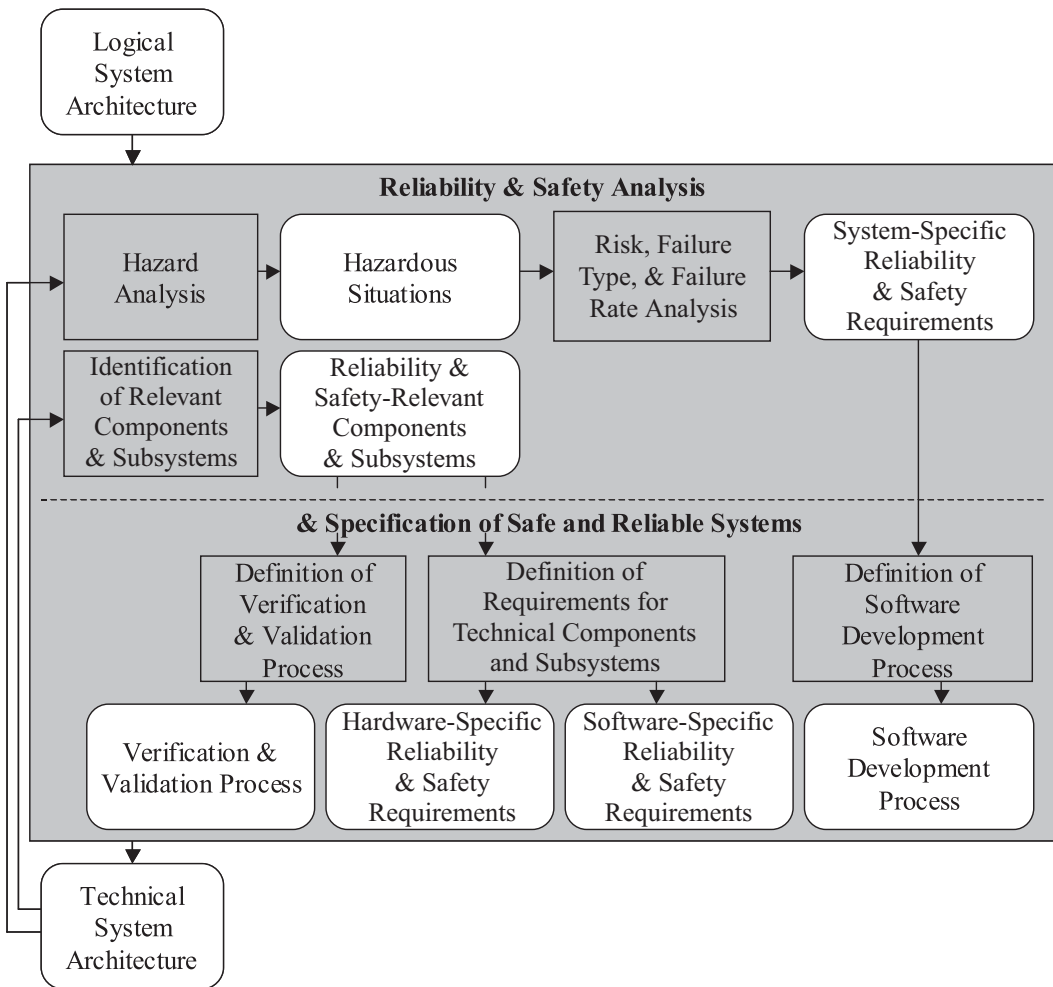 Logical
System
Architecture
Reliability & Safety Analysis
Hazard
Analysis
Hazardous
Situations
Risk, Failure
Type, & Failure
Rate Analysis
System-Specific
Reliability
& Safety
Requirements
Identification
of Relevant
Components
& Subsystems
Reliability &
Safety-Relevant
Components
& Subsystems
& Specification of Safe and Reliable Systems
Definition of
Verification
& Validation
Process
Definition of
Requirements for
Technical Components
and Subsystems
Definition of
Software
Development
Process
Verification &
Validation Process
Hardware-Specific
Reliability
& Safety
Requirements
Software-Specific
Reliability
& Safety
Requirements
Software
Development
Process
Technical
System
Architecture